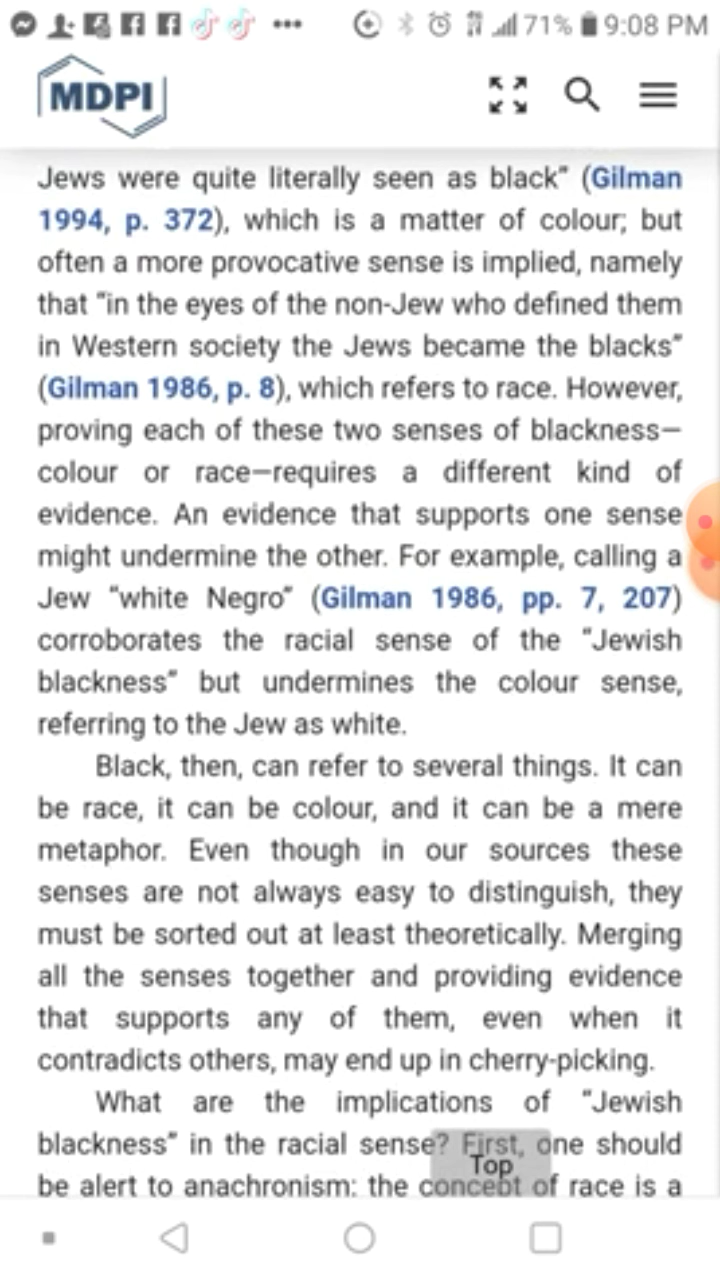 71% 9:08 PM
MDPI
Jews were quite literally seen as black” (Gilman
1994, p. 372), which is a matter of colour; but
often a more provocative sense is implied, namely
that “in the eyes of the non-Jew who defined them
in Western society the Jews became the blacks”
(Gilman 1986, p. 8), which refers to race. However,
proving each of these two senses of blackness—
colour or race—requires a different kind of
evidence. An evidence that supports one sense
might undermine the other. For example, calling a
Jew “white Negro” (Gilman 1986, pp. 7, 207)
corroborates the racial sense of the “Jewish
blackness” but undermines the colour sense,
referring to the Jew as white.
Black, then, can refer to several things. It can
be race, it can be colour, and it can be a mere
metaphor. Even though in our sources these
senses are not always easy to distinguish, they
must be sorted out at least theoretically. Merging
all the senses together and providing evidence
that supports any of them, even when it
contradicts others, may end up in cherry-picking.
What are the implications of “Jewish
blackness” in the racial sense? First, one should
Top
be alert to anachronism: the concept of race is a